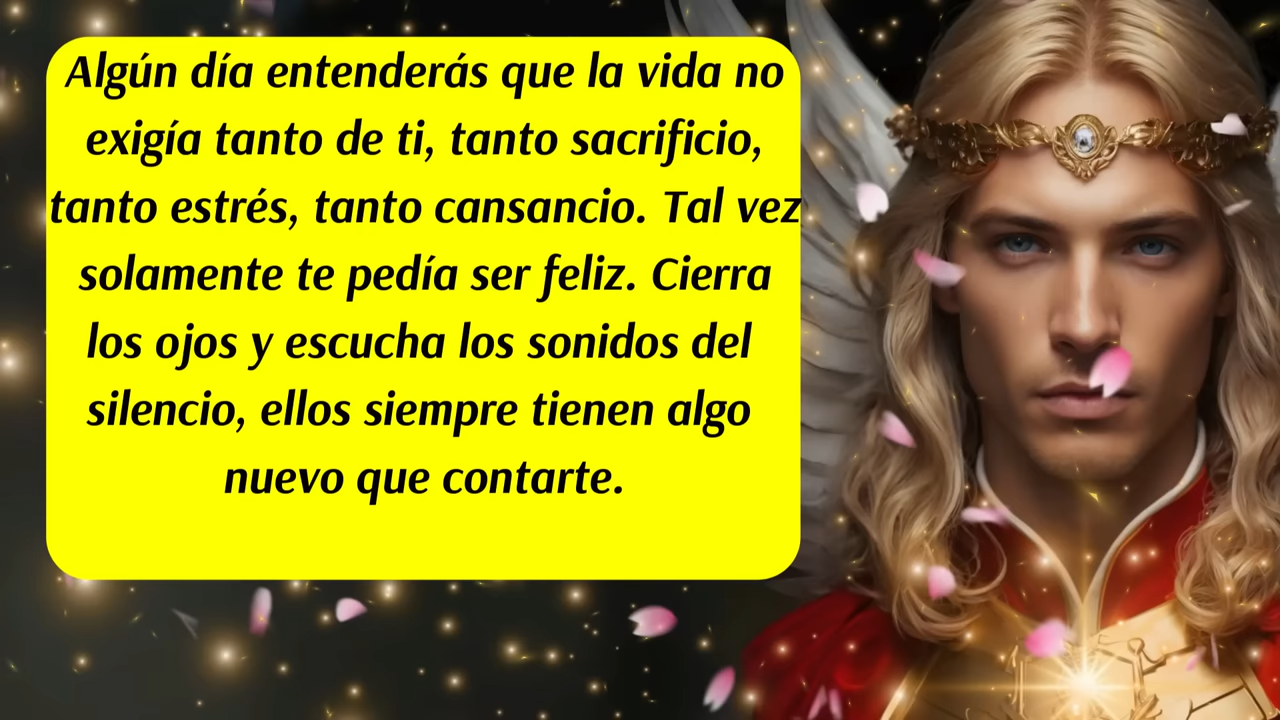 Algún día entenderás que la vida no
exigía tanto de ti, tanto sacrificio,
tanto estrés, tanto cansancio. Tal vez
solamente te pedía ser feliz. Cierra
los ojos y escucha los sonidos del
silencio, ellos siempre tienen algo
nuevo que contarte.